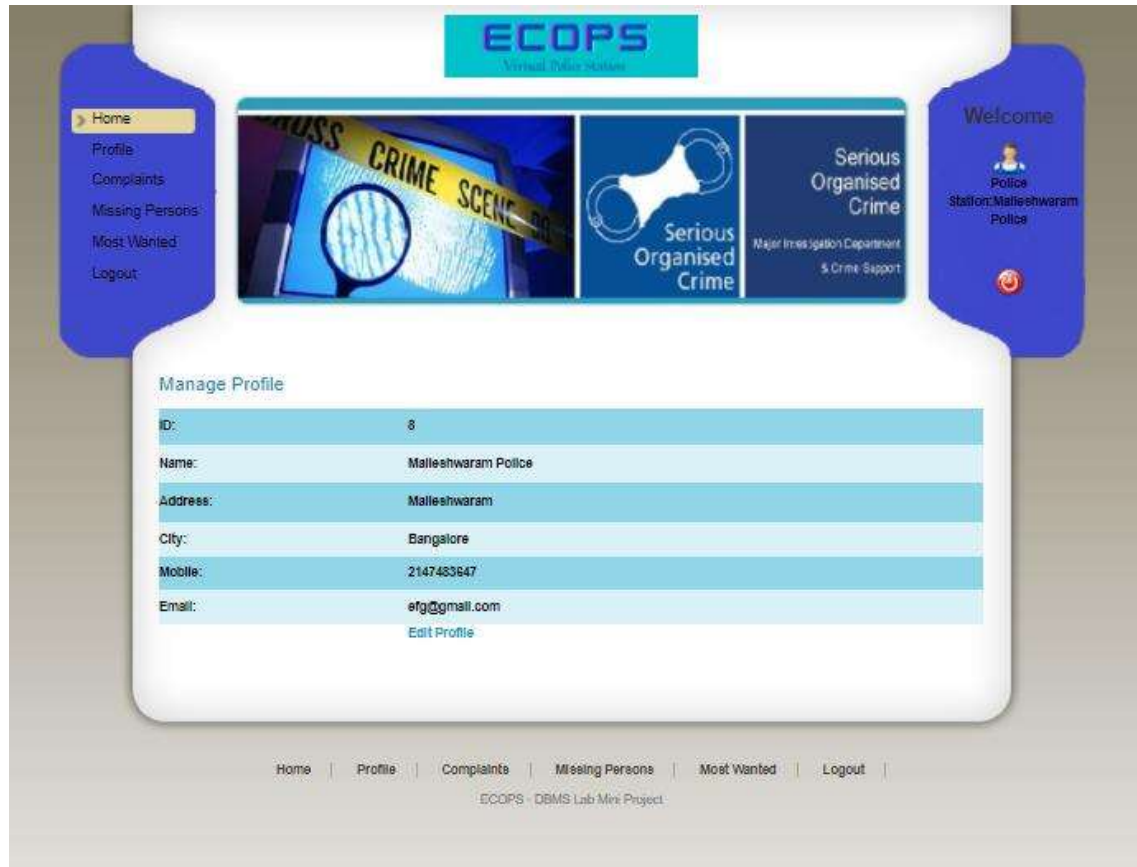 ECOPS
Virtual Police Station
Home
Profile
Complaints
Missing Persons
Most Wanted
Logout
CROSS CRIME SCENE DO
Serious
Organised
Crime
Serious
Organised
Crime
Major Investigation Department
& Crime Support
Welcome
Police
Station:Malleshwaram
Police
Manage Profile
ID: 8
Name: Malleshwaram Police
Address: Malleshwaram
City: Bangalore
Mobile: 2147483647
Email: efg@gmail.com
Edit Profile
Home | Profile | Complaints | Missing Persons | Most Wanted | Logout |
ECOPS - DBMS Lab Mini Project